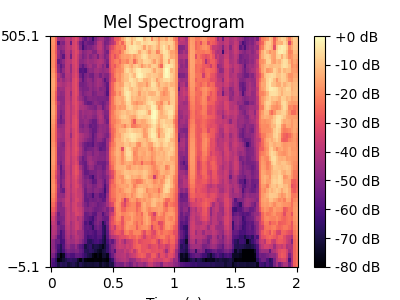 Mel Spectrogram
505.1
-5.1
0
0.5
1
1.5
2
+0 dB
-10 dB
-20 dB
-30 dB
-40 dB
-50 dB
-60 dB
-70 dB
-80 dB